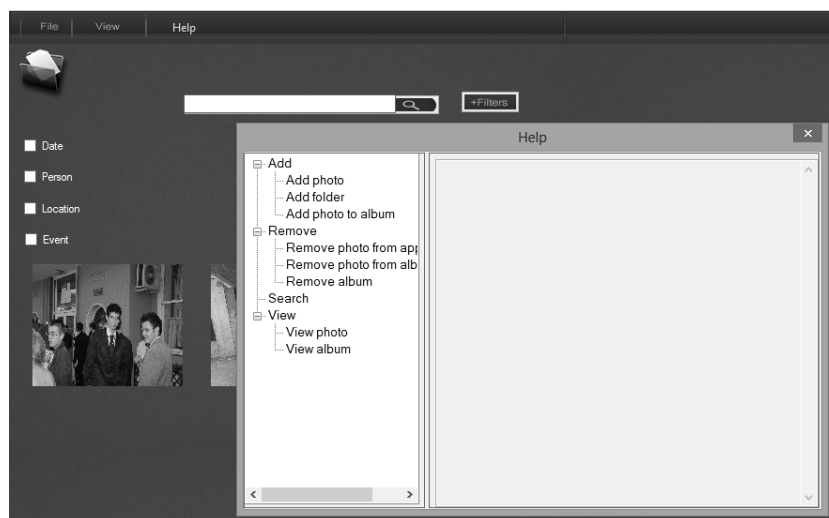 File View Help
+Filters
Help
Date
Person
Location
Event
Add
Add photo
Add folder
Add photo to album
Remove
Remove photo from app
Remove photo from alb
Remove album
Search
View
View photo
View album